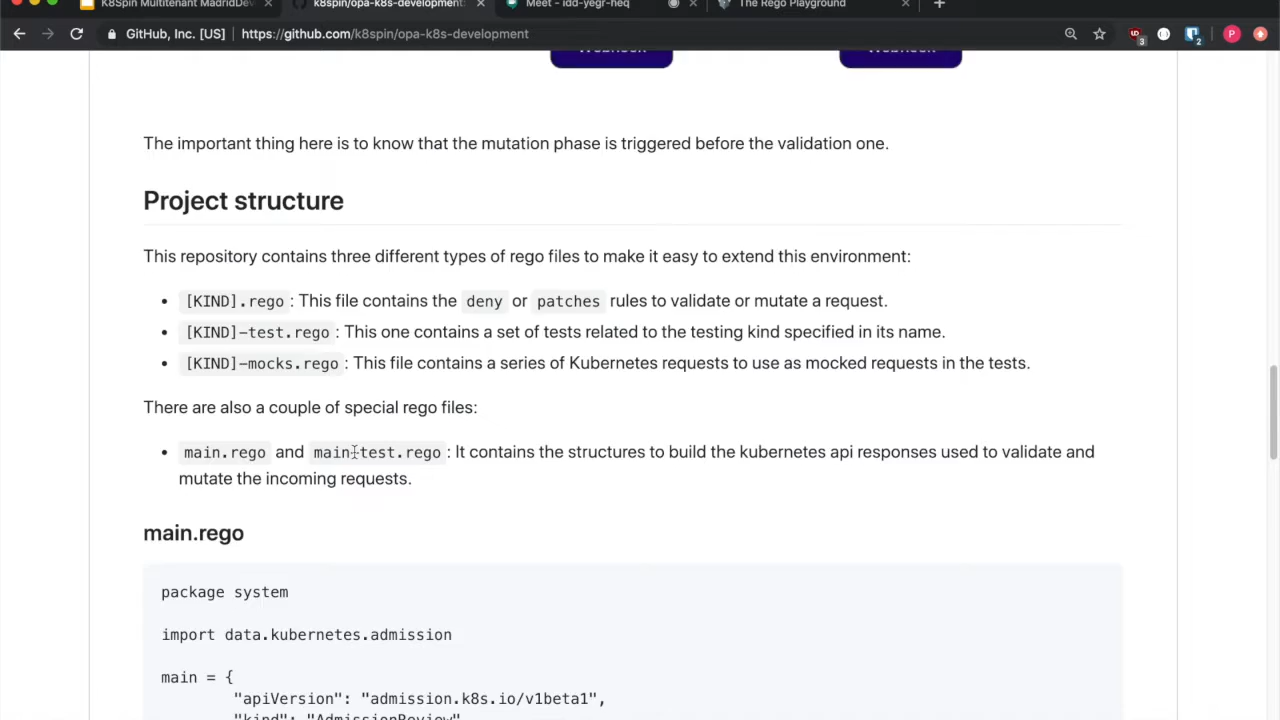 K8Spin Multitenant MadridDev
k8spin/opa-k8s-development:
Meet - idd-yegr-heq
The Rego Playground
GitHub, Inc. [US]
https://github.com/k8spin/opa-k8s-development
3
2
P
Webhook
Webhook
The important thing here is to know that the mutation phase is triggered before the validation one.
Project structure
This repository contains three different types of rego files to make it easy to extend this environment:
[KIND].rego : This file contains the deny or patches rules to validate or mutate a request.
[KIND]-test.rego : This one contains a set of tests related to the testing kind specified in its name.
[KIND]-mocks.rego : This file contains a series of Kubernetes requests to use as mocked requests in the tests.
There are also a couple of special rego files:
main.rego and main-test.rego : It contains the structures to build the kubernetes api responses used to validate and
mutate the incoming requests.
main.rego
package system
import data.kubernetes.admission
main = {
"apiVersion": "admission.k8s.io/v1beta1",
"kind": "AdmissionReview"